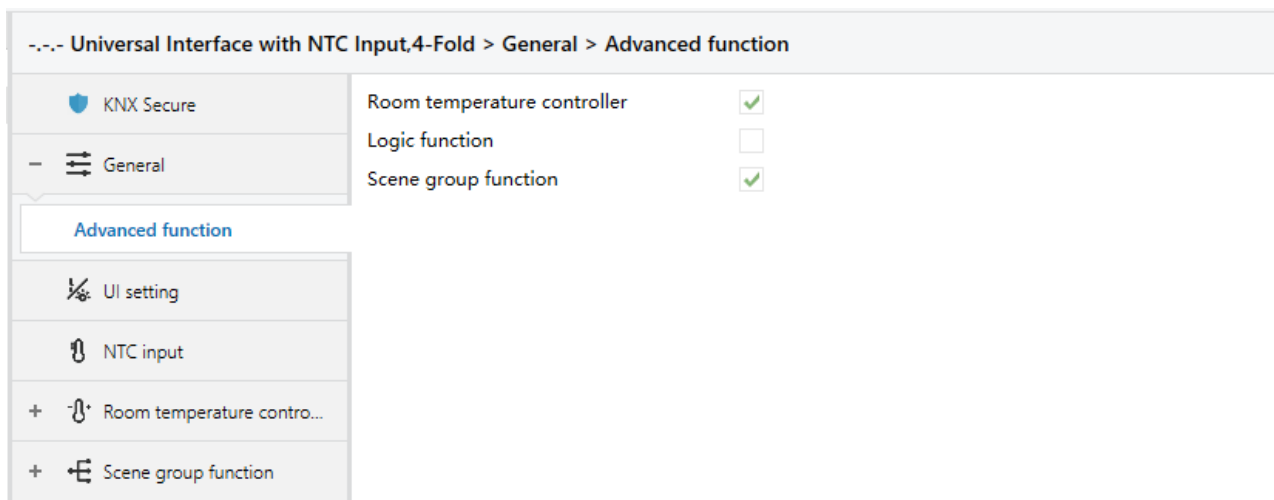 -.-.- Universal Interface with NTC Input,4-Fold > General > Advanced function
KNX Secure
General
Advanced function
UI setting
NTC input
Room temperature contro...
Scene group function
Room temperature controller
Logic function
Scene group function